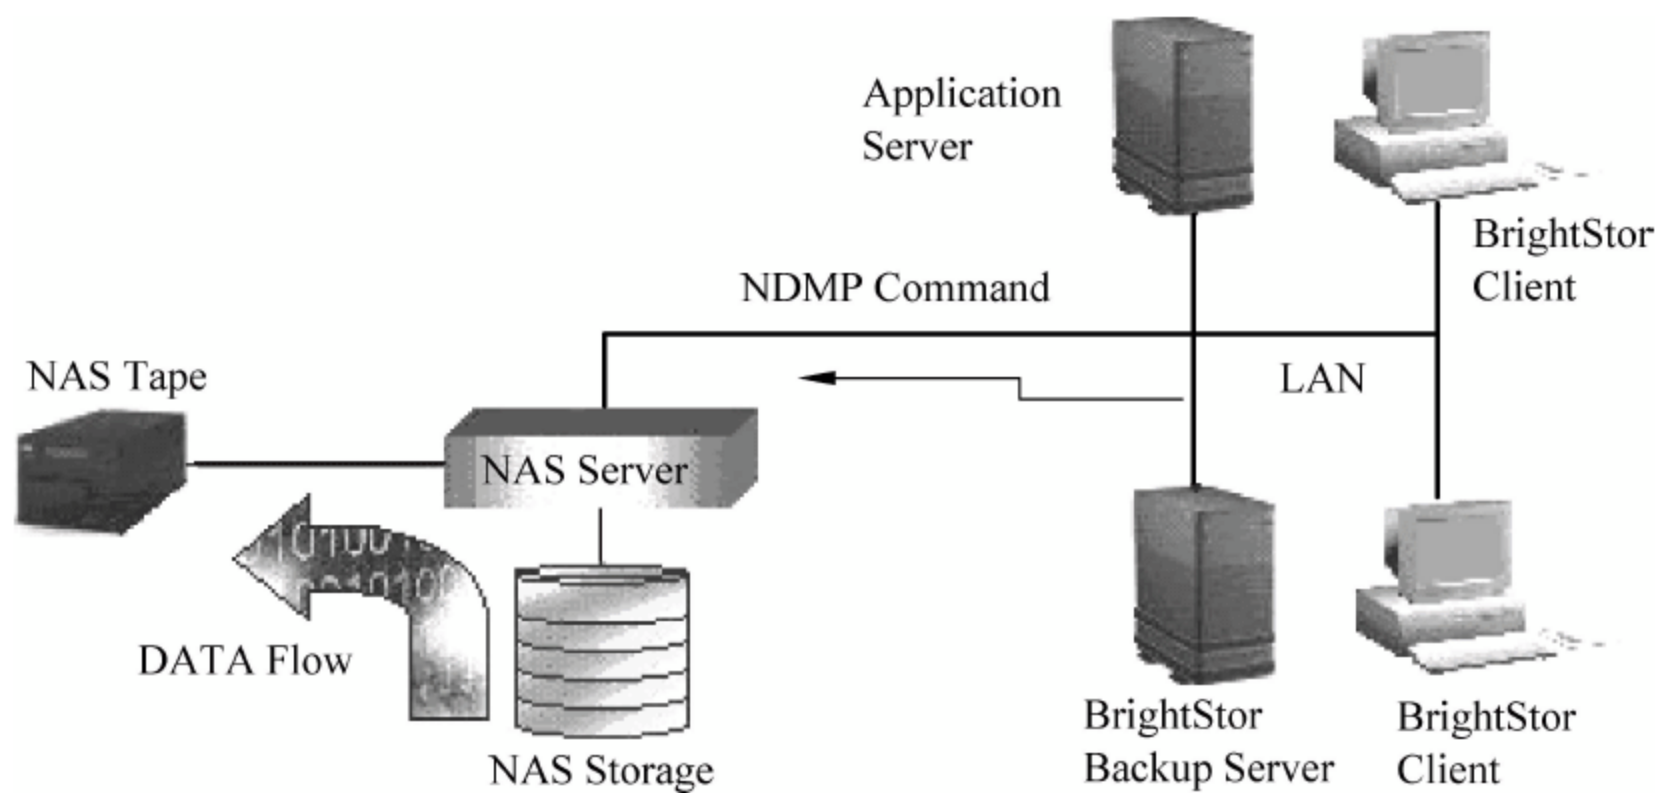 Application
Server
BrightStor
Client
NDMP Command
NAS Tape
LAN
NAS Server
DATA Flow
NAS Storage
BrightStor
Backup Server
BrightStor
Client